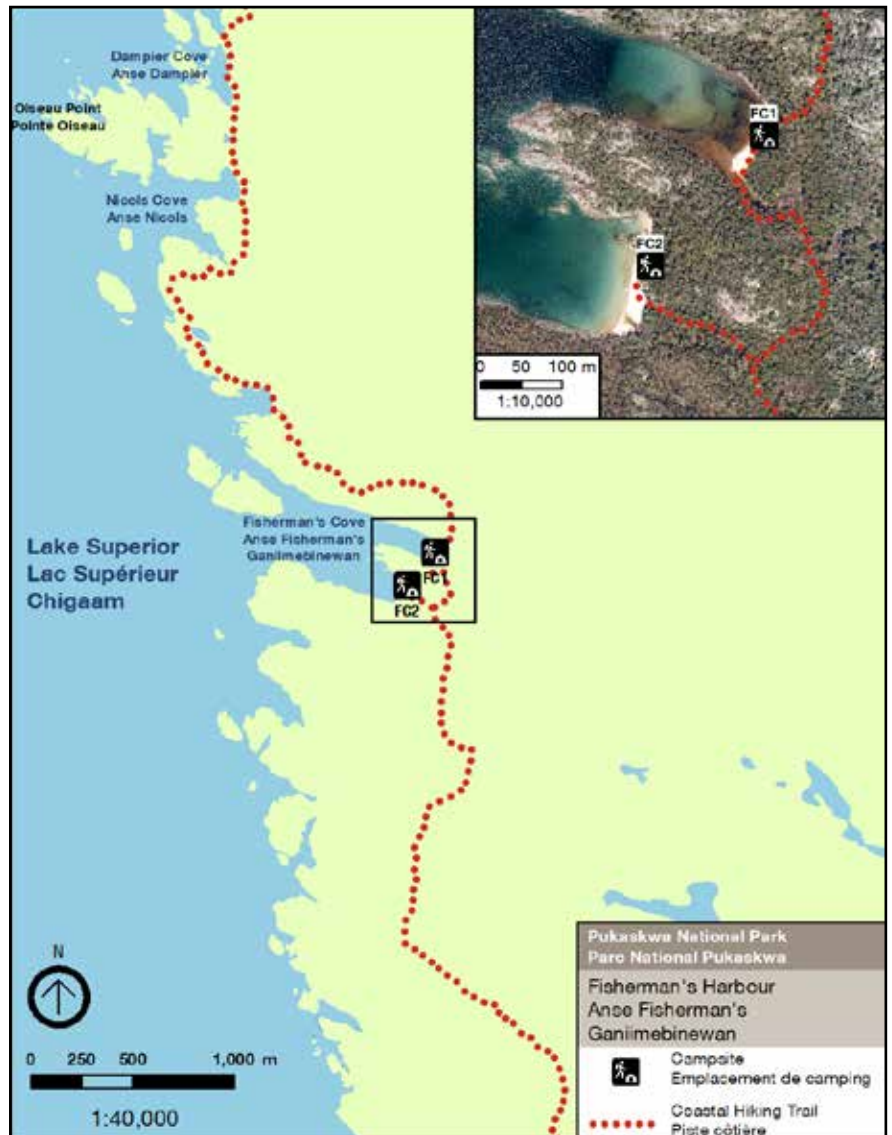 Dampier Cove
Anse Dampier
Oiseau Point
Pointe Oiseau
Nicols Cove
Anse Nicols
FC1
FC2
0 50 100 m
1:10,000
Fisherman's Cove
Anse Fisherman's
Ganiimebinewan
FC1
FC2
Lake Superior
Lac Supérieur
Chigaam
N
0 250 500 1,000 m
1:40,000
Pukaskwa National Park
Parc National Pukaskwa
Fisherman's Harbour
Anse Fisherman's
Ganiimebinewan
Campsite
Emplacement de camping
Coastal Hiking Trail
Piste côtière